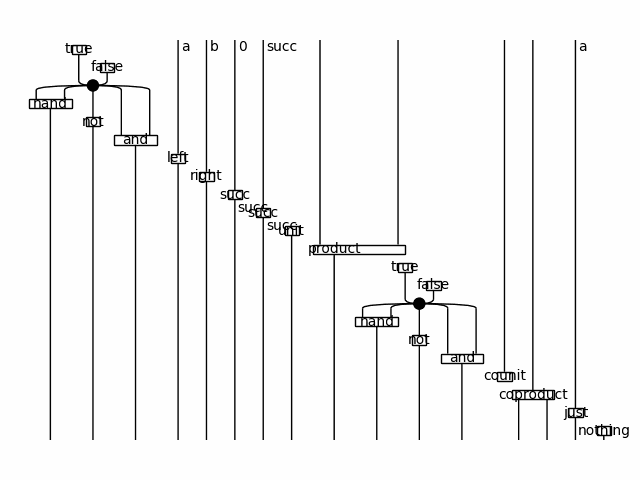 true a b 0 succ a
false
nand
not
and
left
right
succ
succ
succ
succ
unit
product
true
false
nand
not
and
counit
coproduct
just
nothing